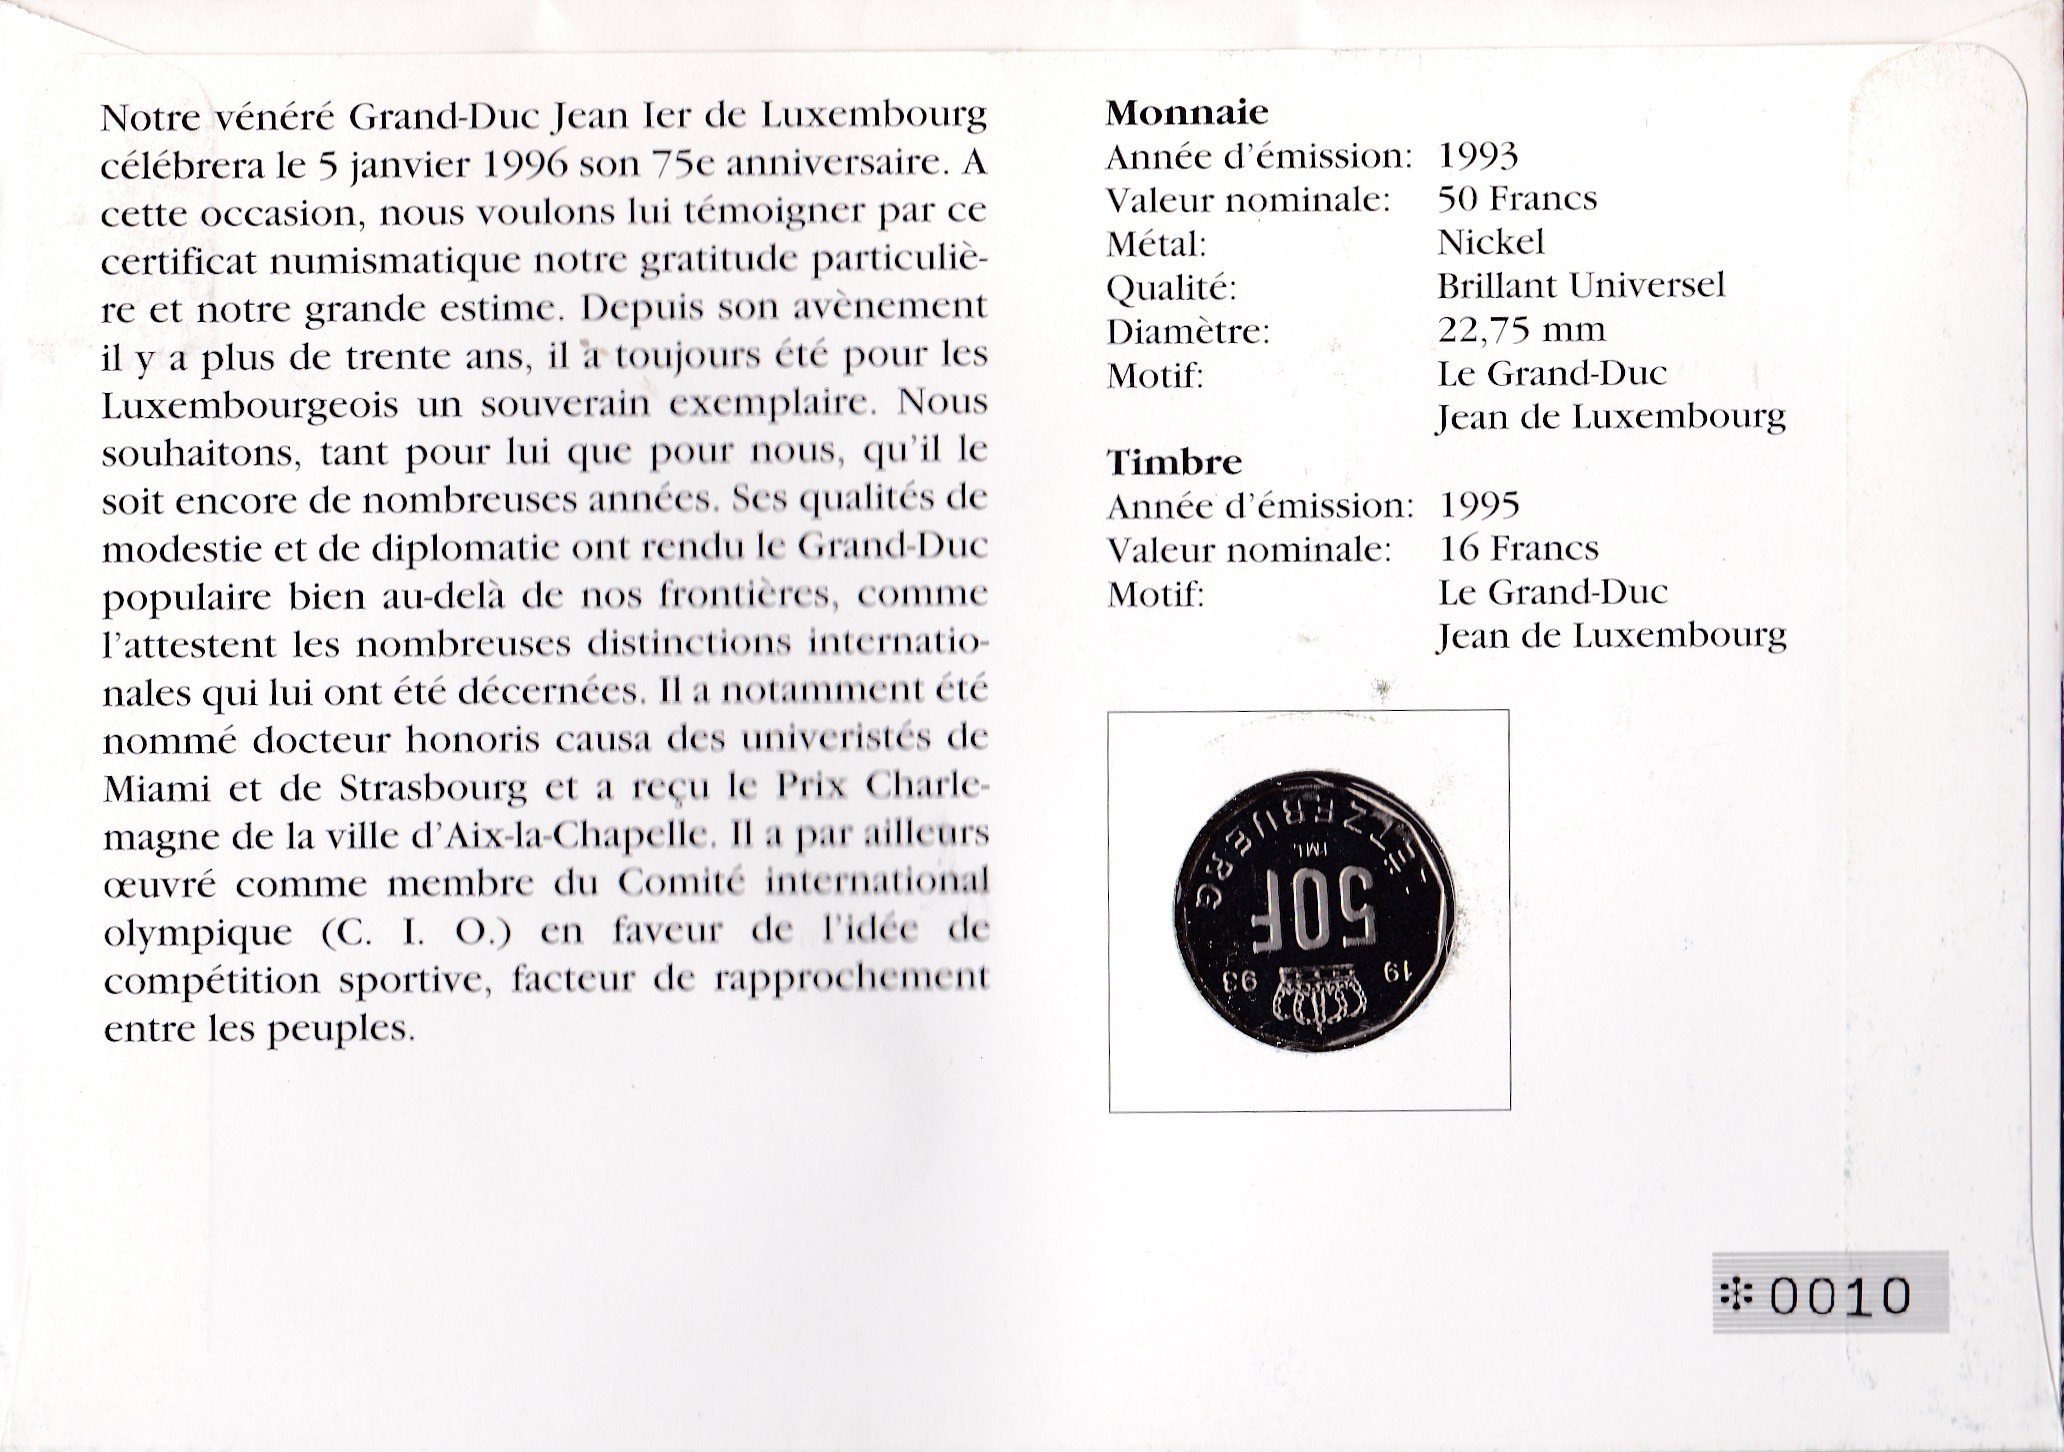 Notre vénéré Grand-Duc Jean Ier de Luxembourg
célébrera le 5 janvier 1996 son 75e anniversaire. A
cette occasion, nous voulons lui témoigner par ce
certificat numismatique notre gratitude particuliè-
re et notre grande estime. Depuis son avènement
il y a plus de trente ans, il a toujours été pour les
Luxembourgeois un souverain exemplaire. Nous
souhaitons, tant pour lui que pour nous, qu'il le
soit encore de nombreuses années. Ses qualités de
modestie et de diplomatie ont rendu le Grand-Duc
populaire bien au-delà de nos frontières, comme
l'attestent les nombreuses distinctions internatio-
nales qui lui ont été décernées. Il a notamment été
nommé docteur honoris causa des univeristés de
Miami et de Strasbourg et a reçu le Prix Charle-
magne de la ville d'Aix-la-Chapelle. Il a par ailleurs
œuvré comme membre du Comité international
olympique (C. I. O.) en faveur de l'idée de
compétition sportive, facteur de rapprochement
entre les peuples.
Monnaie
Année d'émission: 1993
Valeur nominale: 50 Francs
Métal: Nickel
Qualité: Brillant Universel
Diamètre: 22,75 mm
Motif: Le Grand-Duc
Jean de Luxembourg
Timbre
Année d'émission: 1995
Valeur nominale: 16 Francs
Motif: Le Grand-Duc
Jean de Luxembourg
19 93
50F
LËTZEBUERG
*0010